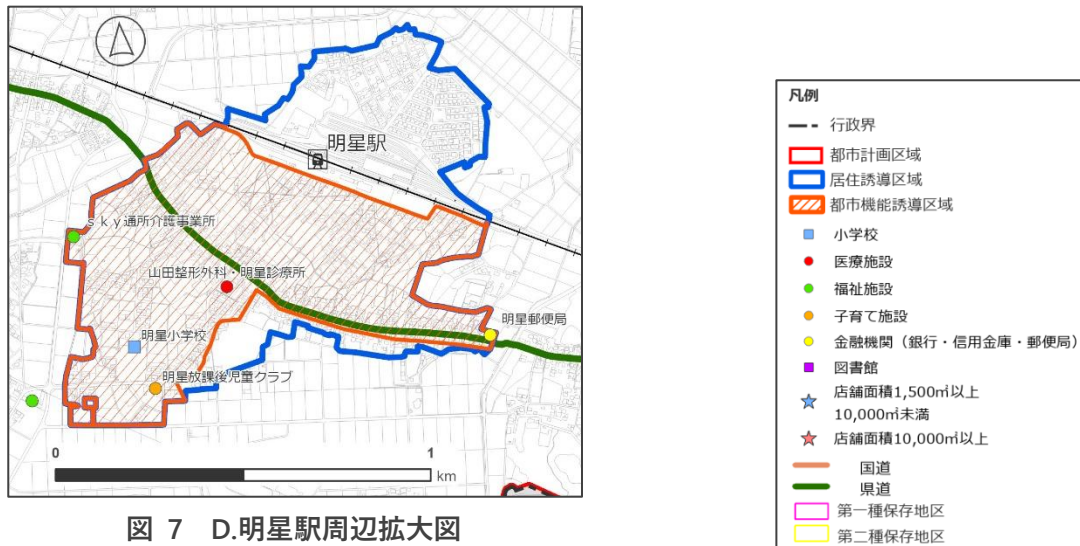 明星駅
sky通所介護事業所
山田整形外科・明星診療所
明星郵便局
明星小学校
明星放課後児童クラブ
0
1
km
図 7 D.明星駅周辺拡大図
凡例
行政界
都市計画区域
居住誘導区域
都市機能誘導区域
小学校
医療施設
福祉施設
子育て施設
金融機関（銀行・信用金庫・郵便局）
図書館
店舗面積1,500㎡以上
10,000㎡未満
店舗面積10,000㎡以上
国道
県道
第一種保存地区
第二種保存地区